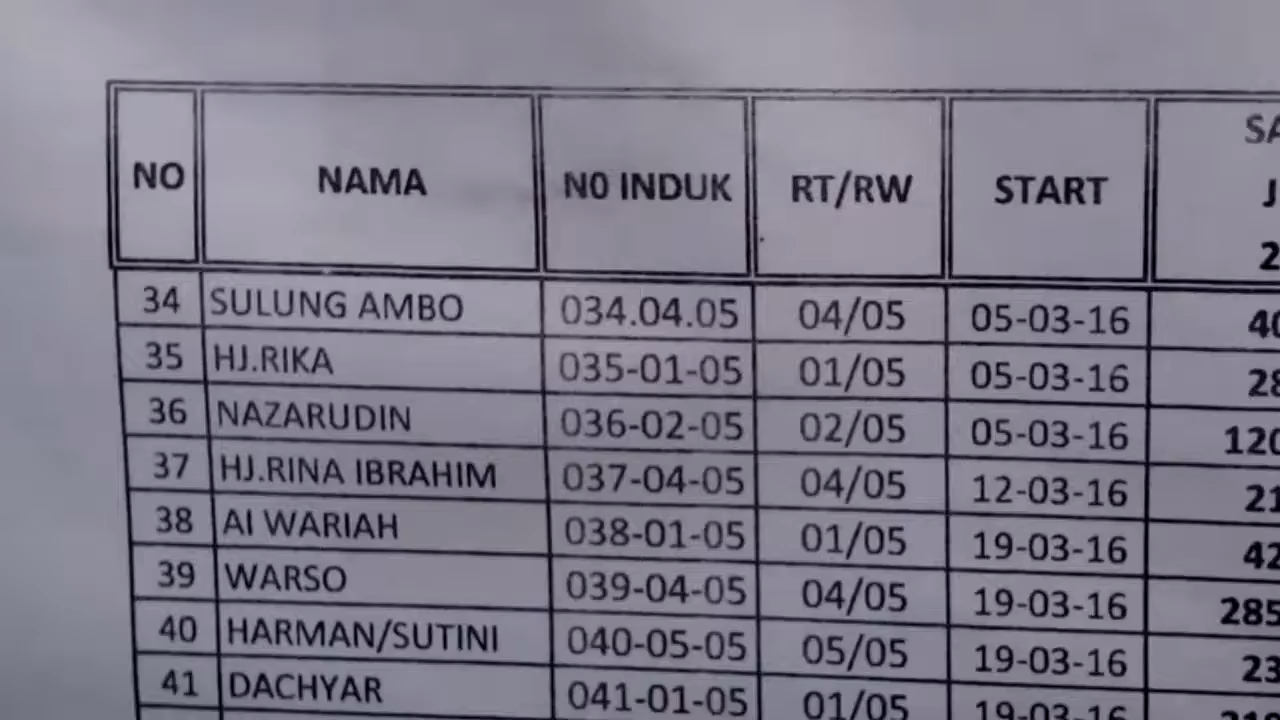 NO NAMA N0 INDUK RT/RW START
34 SULUNG AMBO 034.04.05 04/05 05-03-16
35 HJ.RIKA 035-01-05 01/05 05-03-16
36 NAZARUDIN 036-02-05 02/05 05-03-16
37 HJ.RINA IBRAHIM 037-04-05 04/05 12-03-16
38 AI WARIAH 038-01-05 01/05 19-03-16
39 WARSO 039-04-05 04/05 19-03-16
40 HARMAN/SUTINI 040-05-05 05/05 19-03-16
41 DACHYAR 041-01-05 01/05 19-03-16